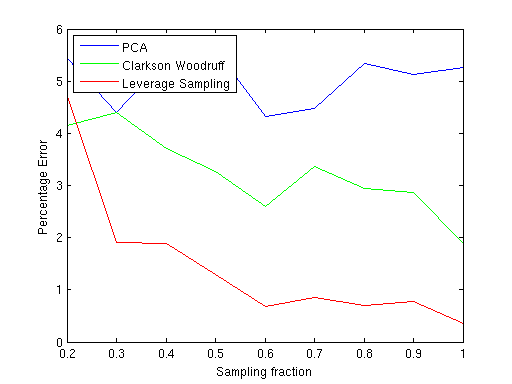 6
PCA
Clarkson Woodruff
Leverage Sampling
5
4
3
2
1
0
Percentage Error
0.2 0.3 0.4 0.5 0.6 0.7 0.8 0.9 1
Sampling fraction